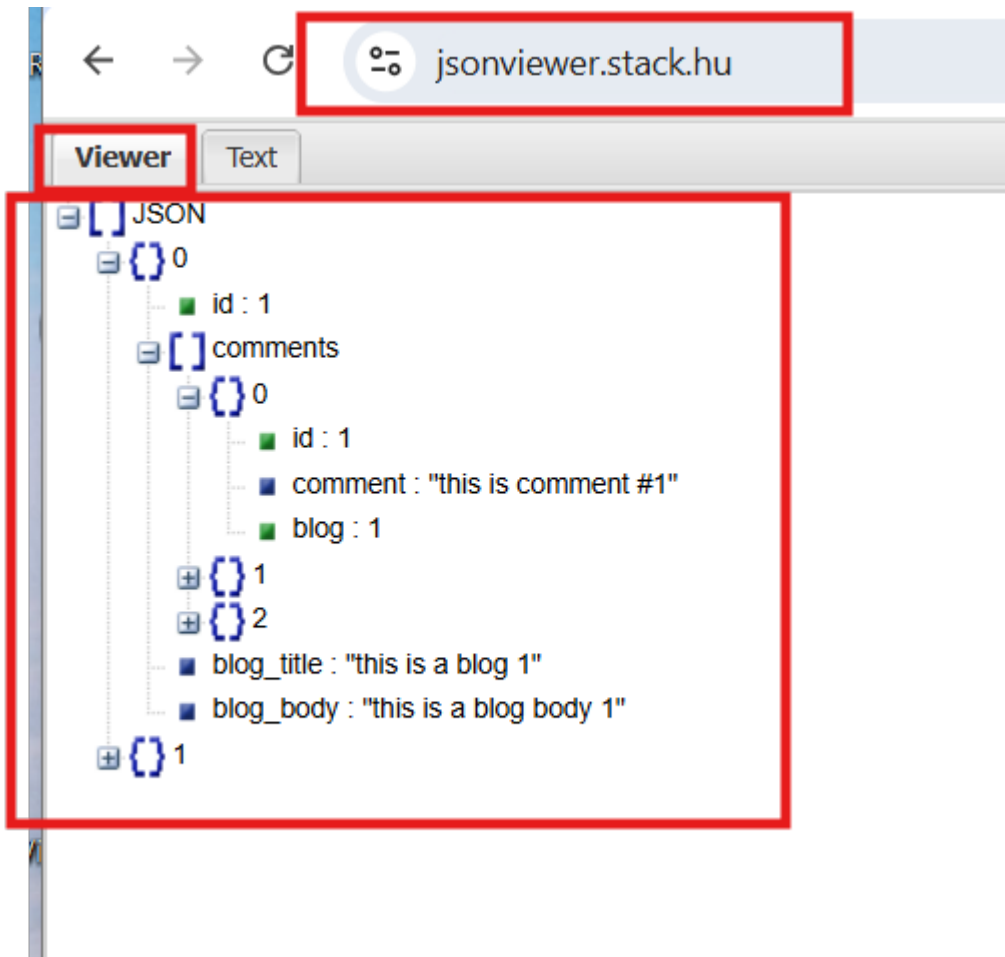 jsonviewer.stack.hu
Viewer Text
[ ] JSON
{} 0
id : 1
[ ] comments
{} 0
id : 1
comment : "this is comment #1"
blog : 1
{} 1
{} 2
blog_title : "this is a blog 1"
blog_body : "this is a blog body 1"
{} 1